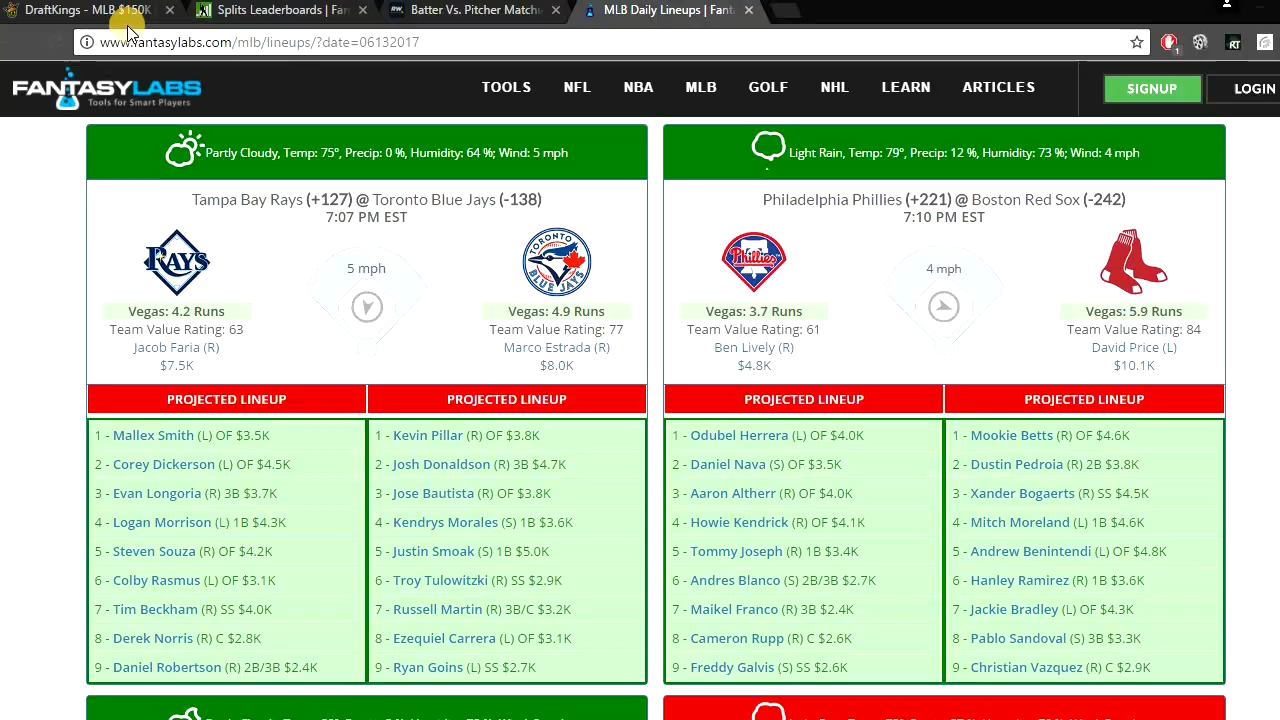 DraftKings - MLB $150K
Splits Leaderboards | Fan
RW
Batter Vs. Pitcher Match
MLB Daily Lineups | Fant
www.fantasylabs.com/mlb/lineups/?date=06132017
1
RT
FANTASYLABS
Tools for Smart Players
TOOLS NFL NBA MLB GOLF NHL LEARN ARTICLES
SIGNUP
LOGIN
Partly Cloudy, Temp: 75°, Precip: 0 %, Humidity: 64 %; Wind: 5 mph
Tampa Bay Rays (+127) @ Toronto Blue Jays (-138)
7:07 PM EST
RAYS
5 mph
TORONTO
BLUE JAYS
Vegas: 4.2 Runs
Team Value Rating: 63
Jacob Faria (R)
$7.5K
Vegas: 4.9 Runs
Team Value Rating: 77
Marco Estrada (R)
$8.0K
PROJECTED LINEUP
1 - Mallex Smith (L) OF $3.5K
2 - Corey Dickerson (L) OF $4.5K
3 - Evan Longoria (R) 3B $3.7K
4 - Logan Morrison (L) 1B $4.3K
5 - Steven Souza (R) OF $4.2K
6 - Colby Rasmus (L) OF $3.1K
7 - Tim Beckham (R) SS $4.0K
8 - Derek Norris (R) C $2.8K
9 - Daniel Robertson (R) 2B/3B $2.4K
PROJECTED LINEUP
1 - Kevin Pillar (R) OF $3.8K
2 - Josh Donaldson (R) 3B $4.7K
3 - Jose Bautista (R) OF $3.8K
4 - Kendrys Morales (S) 1B $3.6K
5 - Justin Smoak (S) 1B $5.0K
6 - Troy Tulowitzki (R) SS $2.9K
7 - Russell Martin (R) 3B/C $3.2K
8 - Ezequiel Carrera (L) OF $3.1K
9 - Ryan Goins (L) SS $2.7K
Light Rain, Temp: 79°, Precip: 12 %, Humidity: 73 %; Wind: 4 mph
Philadelphia Phillies (+221) @ Boston Red Sox (-242)
7:10 PM EST
Phillies
4 mph
Vegas: 3.7 Runs
Team Value Rating: 61
Ben Lively (R)
$4.8K
Vegas: 5.9 Runs
Team Value Rating: 84
David Price (L)
$10.1K
PROJECTED LINEUP
1 - Odubel Herrera (L) OF $4.0K
2 - Daniel Nava (S) OF $3.5K
3 - Aaron Altherr (R) OF $4.0K
4 - Howie Kendrick (R) OF $4.1K
5 - Tommy Joseph (R) 1B $3.4K
6 - Andres Blanco (S) 2B/3B $2.7K
7 - Maikel Franco (R) 3B $2.4K
8 - Cameron Rupp (R) C $2.6K
9 - Freddy Galvis (S) SS $2.6K
PROJECTED LINEUP
1 - Mookie Betts (R) OF $4.6K
2 - Dustin Pedroia (R) 2B $3.8K
3 - Xander Bogaerts (R) SS $4.5K
4 - Mitch Moreland (L) 1B $4.6K
5 - Andrew Benintendi (L) OF $4.8K
6 - Hanley Ramirez (R) 1B $3.6K
7 - Jackie Bradley (L) OF $4.3K
8 - Pablo Sandoval (S) 3B $3.3K
9 - Christian Vazquez (R) C $2.9K